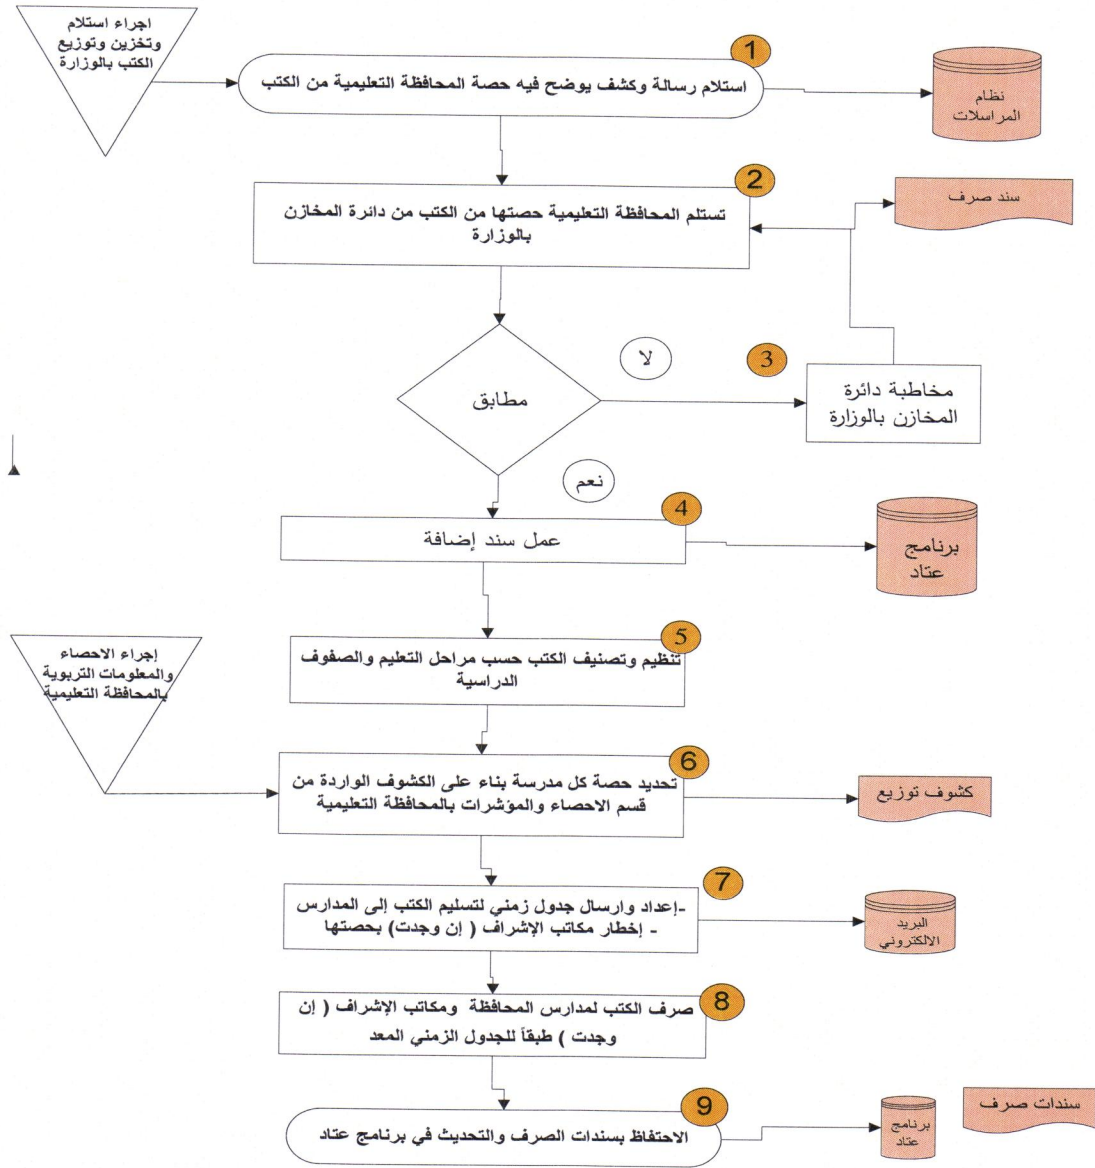 اجراء استلام
وتخزين وتوزيع
الكتب بالوزارة
1
استلام رسالة وكشف يوضح فيه حصة المحافظة التعليمية من الكتب
نظام
المراسلات
2
تستلم المحافظة التعليمية حصتها من الكتب من دائرة المخازن
بالوزارة
سند صرف
مطابق
لا
3
مخاطبة دائرة
المخازن بالوزارة
نعم
4
عمل سند إضافة
برنامج
عتاد
5
تنظيم وتصنيف الكتب حسب مراحل التعليم والصفوف
الدراسية
إجراء الاحصاء
والمعلومات التربوية
بالمحافظة التعليمية
6
تحديد حصة كل مدرسة بناء على الكشوف الواردة من
قسم الاحصاء والمؤشرات بالمحافظة التعليمية
كشوف توزيع
7
-إعداد وارسال جدول زمني لتسليم الكتب إلى المدارس
- إخطار مكاتب الإشراف ( إن وجدت) بحصتها
البريد
الالكتروني
8
صرف الكتب لمدارس المحافظة ومكاتب الإشراف ( إن
وجدت ) طبقاً للجدول الزمني المعد
9
الاحتفاظ بسندات الصرف والتحديث في برنامج عتاد
برنامج
عتاد
سندات صرف